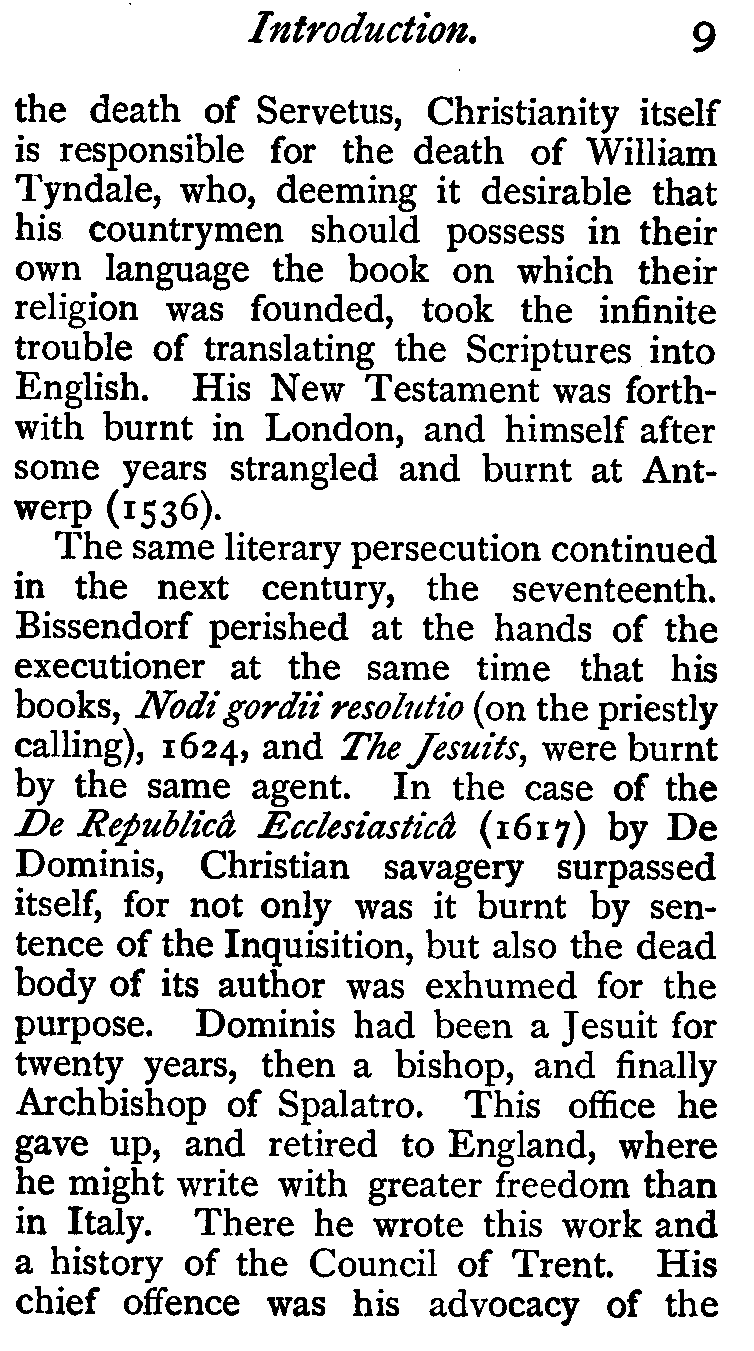 Introduction. 9
the death of Servetus, Christianity itself
is responsible for the death of William
Tyndale, who, deeming it desirable that
his countrymen should possess in their
own language the book on which their
religion was founded, took the infinite
trouble of translating the Scriptures into
English. His New Testament was forth-
with burnt in London, and himself after
some years strangled and burnt at Ant-
werp (1536).
The same literary persecution continued
in the next century, the seventeenth.
Bissendorf perished at the hands of the
executioner at the same time that his
books, Nodi gordii resolutio (on the priestly
calling), 1624, and The Jesuits, were burnt
by the same agent. In the case of the
De Republicâ Ecclesiasticâ (1617) by De
Dominis, Christian savagery surpassed
itself, for not only was it burnt by sen-
tence of the Inquisition, but also the dead
body of its author was exhumed for the
purpose. Dominis had been a Jesuit for
twenty years, then a bishop, and finally
Archbishop of Spalatro. This office he
gave up, and retired to England, where
he might write with greater freedom than
in Italy. There he wrote this work and
a history of the Council of Trent. His
chief offence was his advocacy of the